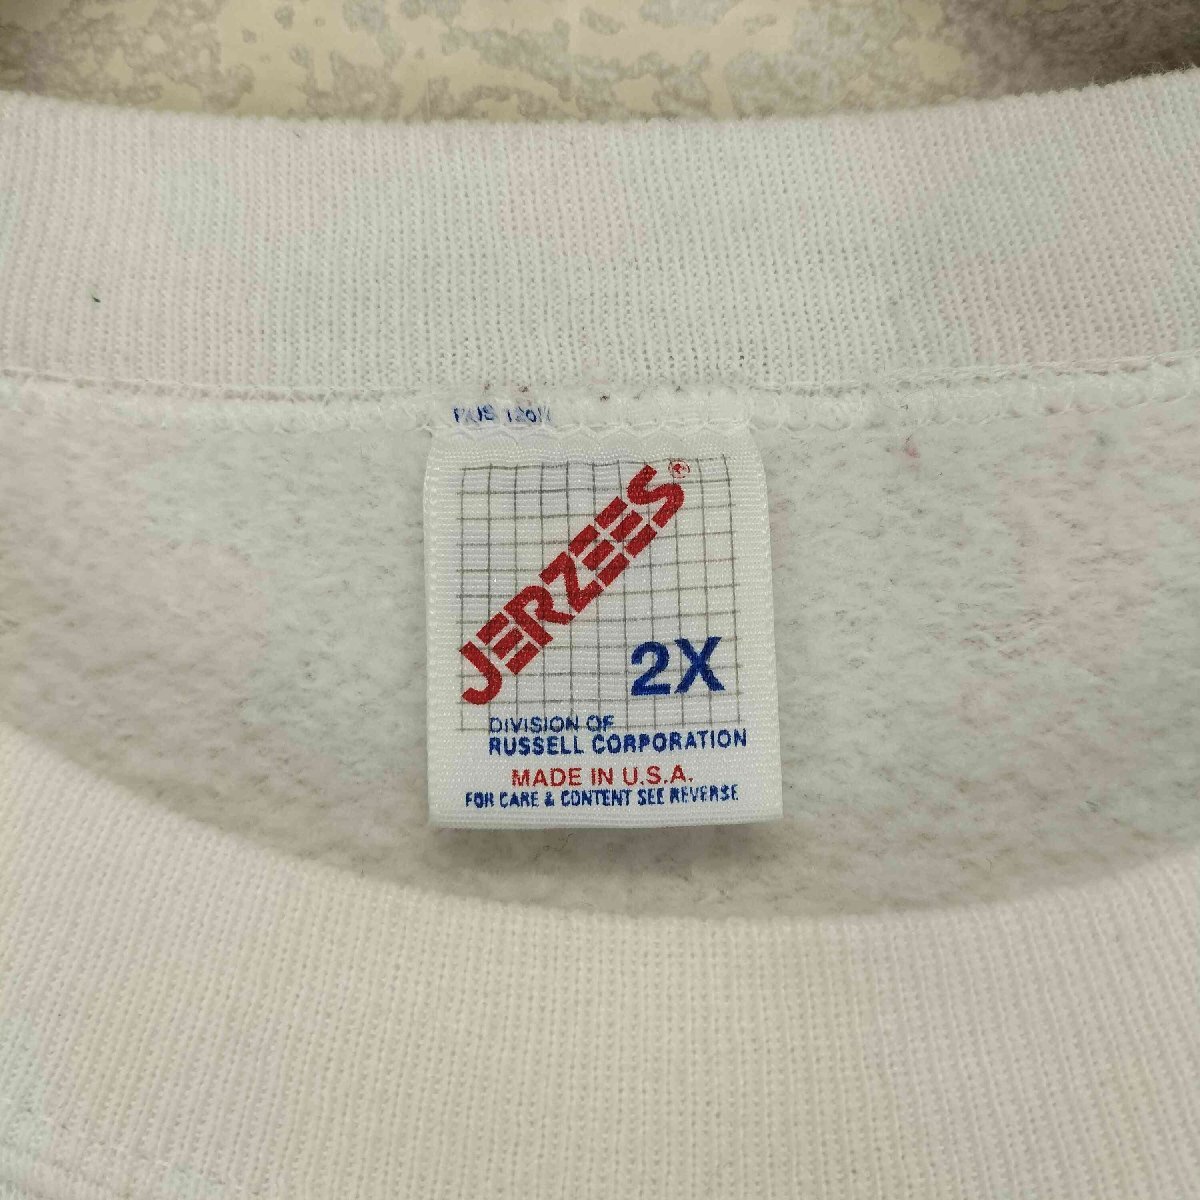 JERZEES®
2X
DIVISION OF
RUSSELL CORPORATION
MADE IN U.S.A.
FOR CARE & CONTENT SEE REVERSE